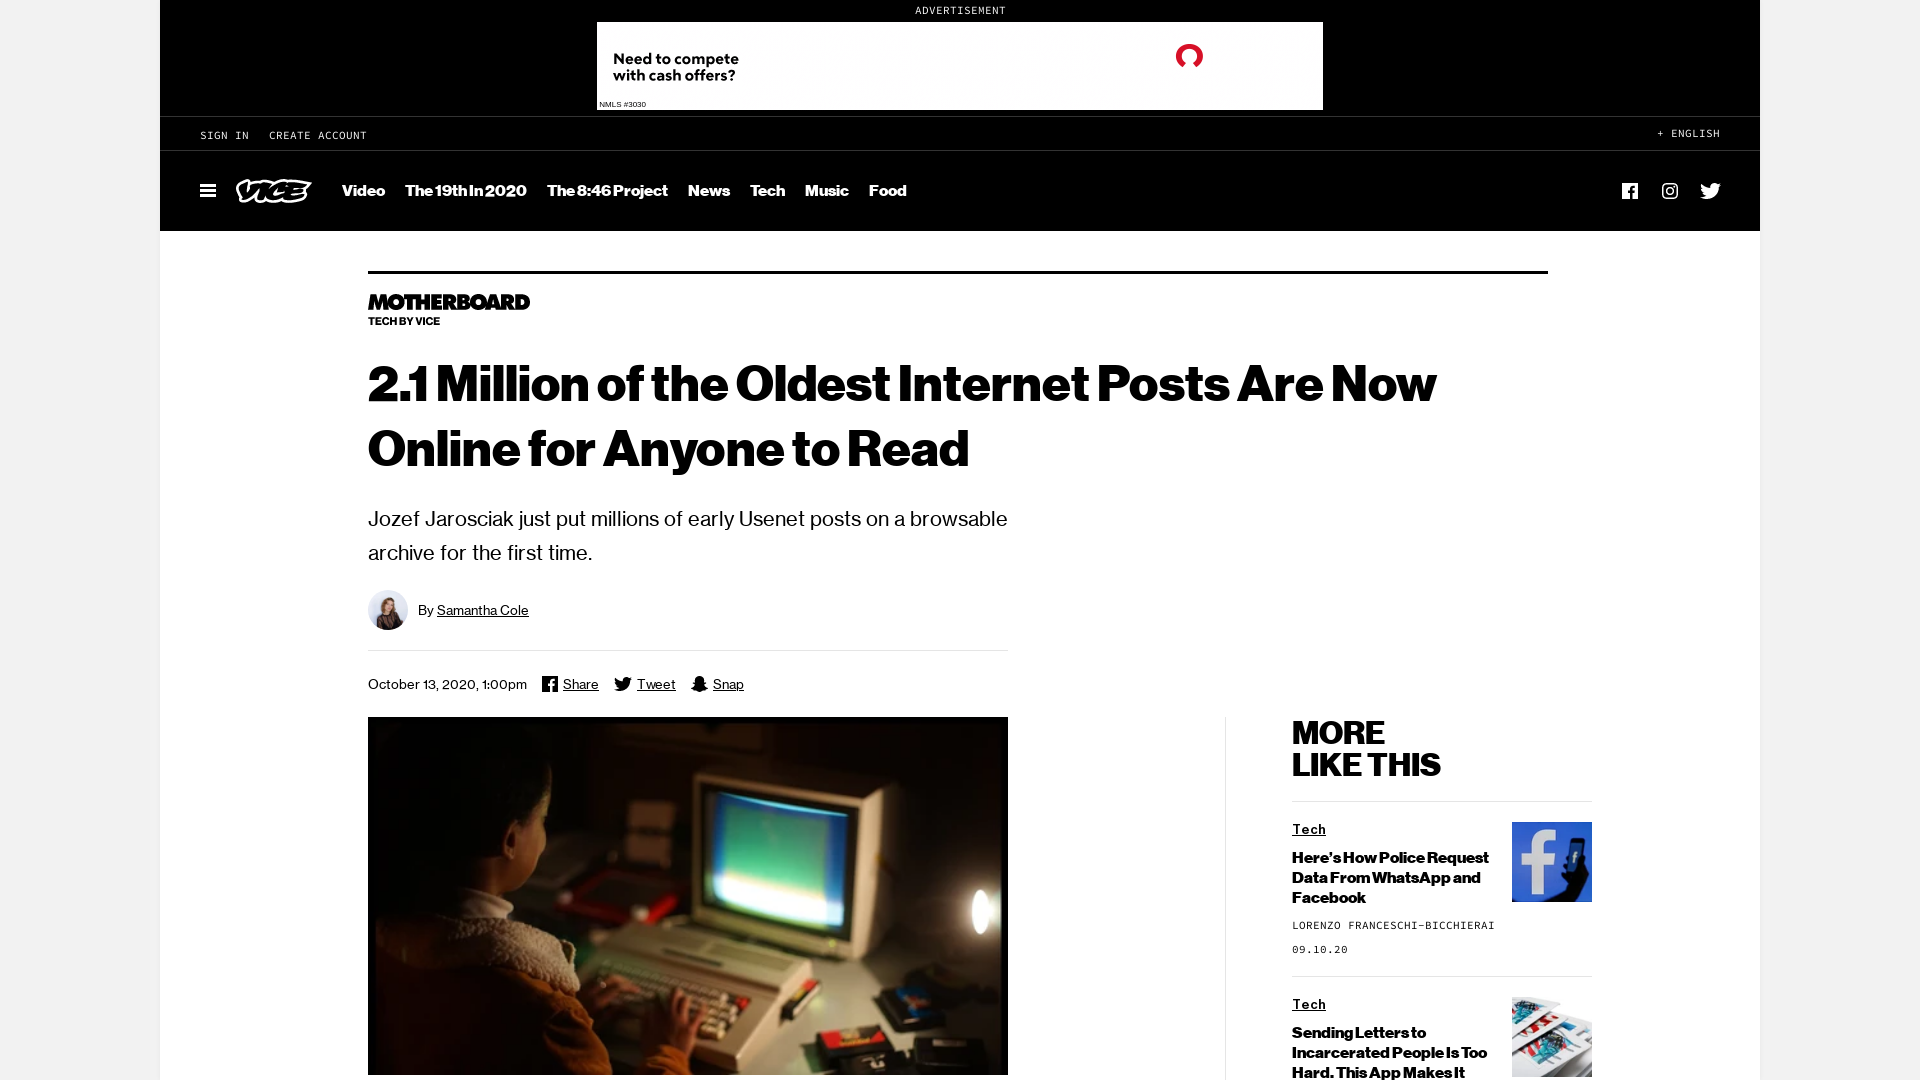 ADVERTISEMENT
Need to compete
with cash offers?
NMLS #3030
SIGN IN CREATE ACCOUNT
+ ENGLISH
VICE Video The 19th In 2020 The 8:46 Project News Tech Music Food
MOTHERBOARD
TECH BY VICE
2.1 Million of the Oldest Internet Posts Are Now
Online for Anyone to Read
Jozef Jarosciak just put millions of early Usenet posts on a browsable
archive for the first time.
By Samantha Cole
October 13, 2020, 1:00pm Share Tweet Snap
MORE
LIKE THIS
Tech
Here's How Police Request
Data From WhatsApp and
Facebook
LORENZO FRANCESCHI-BICCHIERAI
09.10.20
Tech
Sending Letters to
Incarcerated People Is Too
Hard. This App Makes It